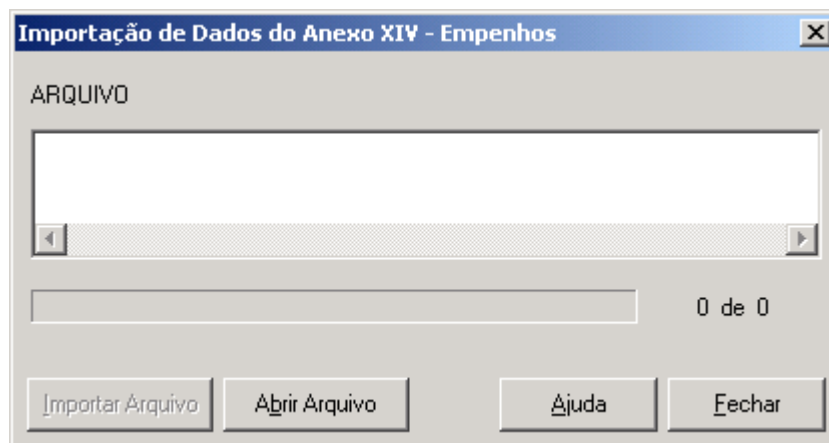 Importação de Dados do Anexo XIV - Empenhos
ARQUIVO
0 de 0
Importar Arquivo Abrir Arquivo Ajuda Fechar